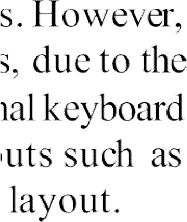 s. However,
s, due to the
nal keyboard
outs such as
layout.